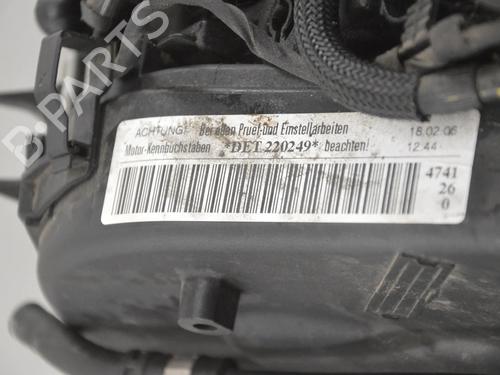 B PARTS
ACHTUNG! Bei allen Pruef-und Einstellarbeiten 18.02.06
Motor-Kennbuchstaben *DET 220249* beachten! 12.44
4741
26
0